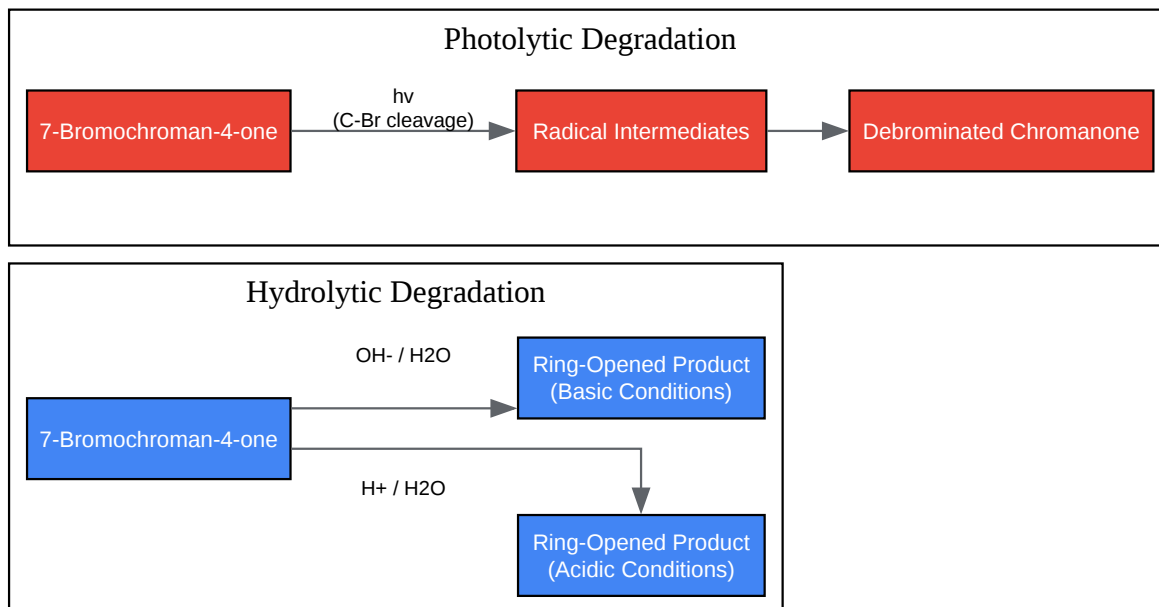 Photolytic Degradation
7-Bromochroman-4-one
hv
(C-Br cleavage)
Radical Intermediates
Debrominated Chromanone
Hydrolytic Degradation
7-Bromochroman-4-one
OH- / H2O
Ring-Opened Product
(Basic Conditions)
H+ / H2O
Ring-Opened Product
(Acidic Conditions)